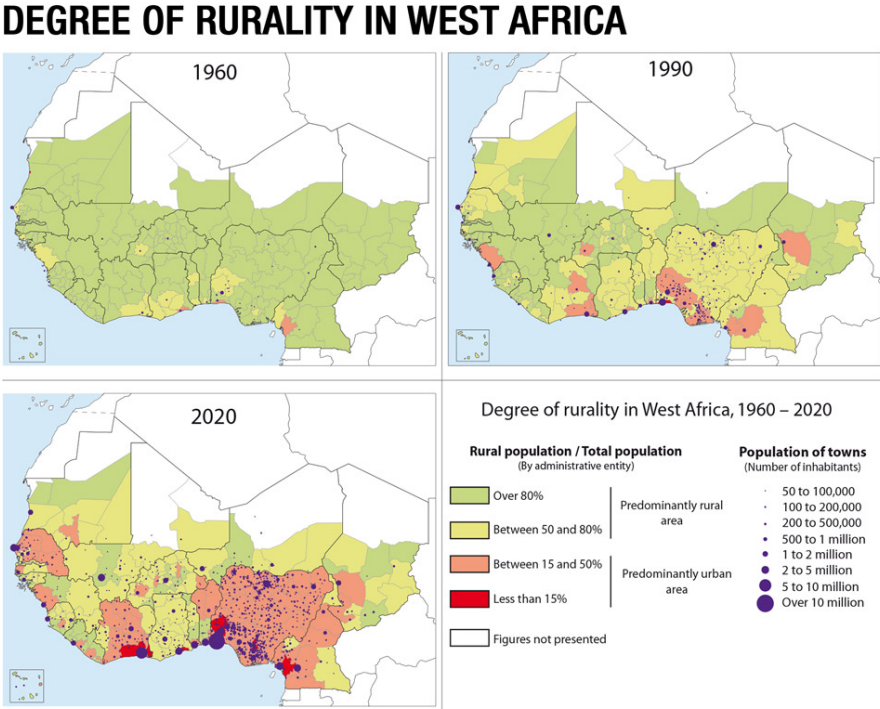 DEGREE OF RURALITY IN WEST AFRICA
1960
1990
2020
Degree of rurality in West Africa, 1960 – 2020
Rural population / Total population
(By administrative entity)
Over 80%
Between 50 and 80%
Predominantly rural
area
Between 15 and 50%
Less than 15%
Predominantly urban
area
Figures not presented
Population of towns
(Number of inhabitants)
50 to 100,000
100 to 200,000
200 to 500,000
500 to 1 million
1 to 2 million
2 to 5 million
5 to 10 million
Over 10 million